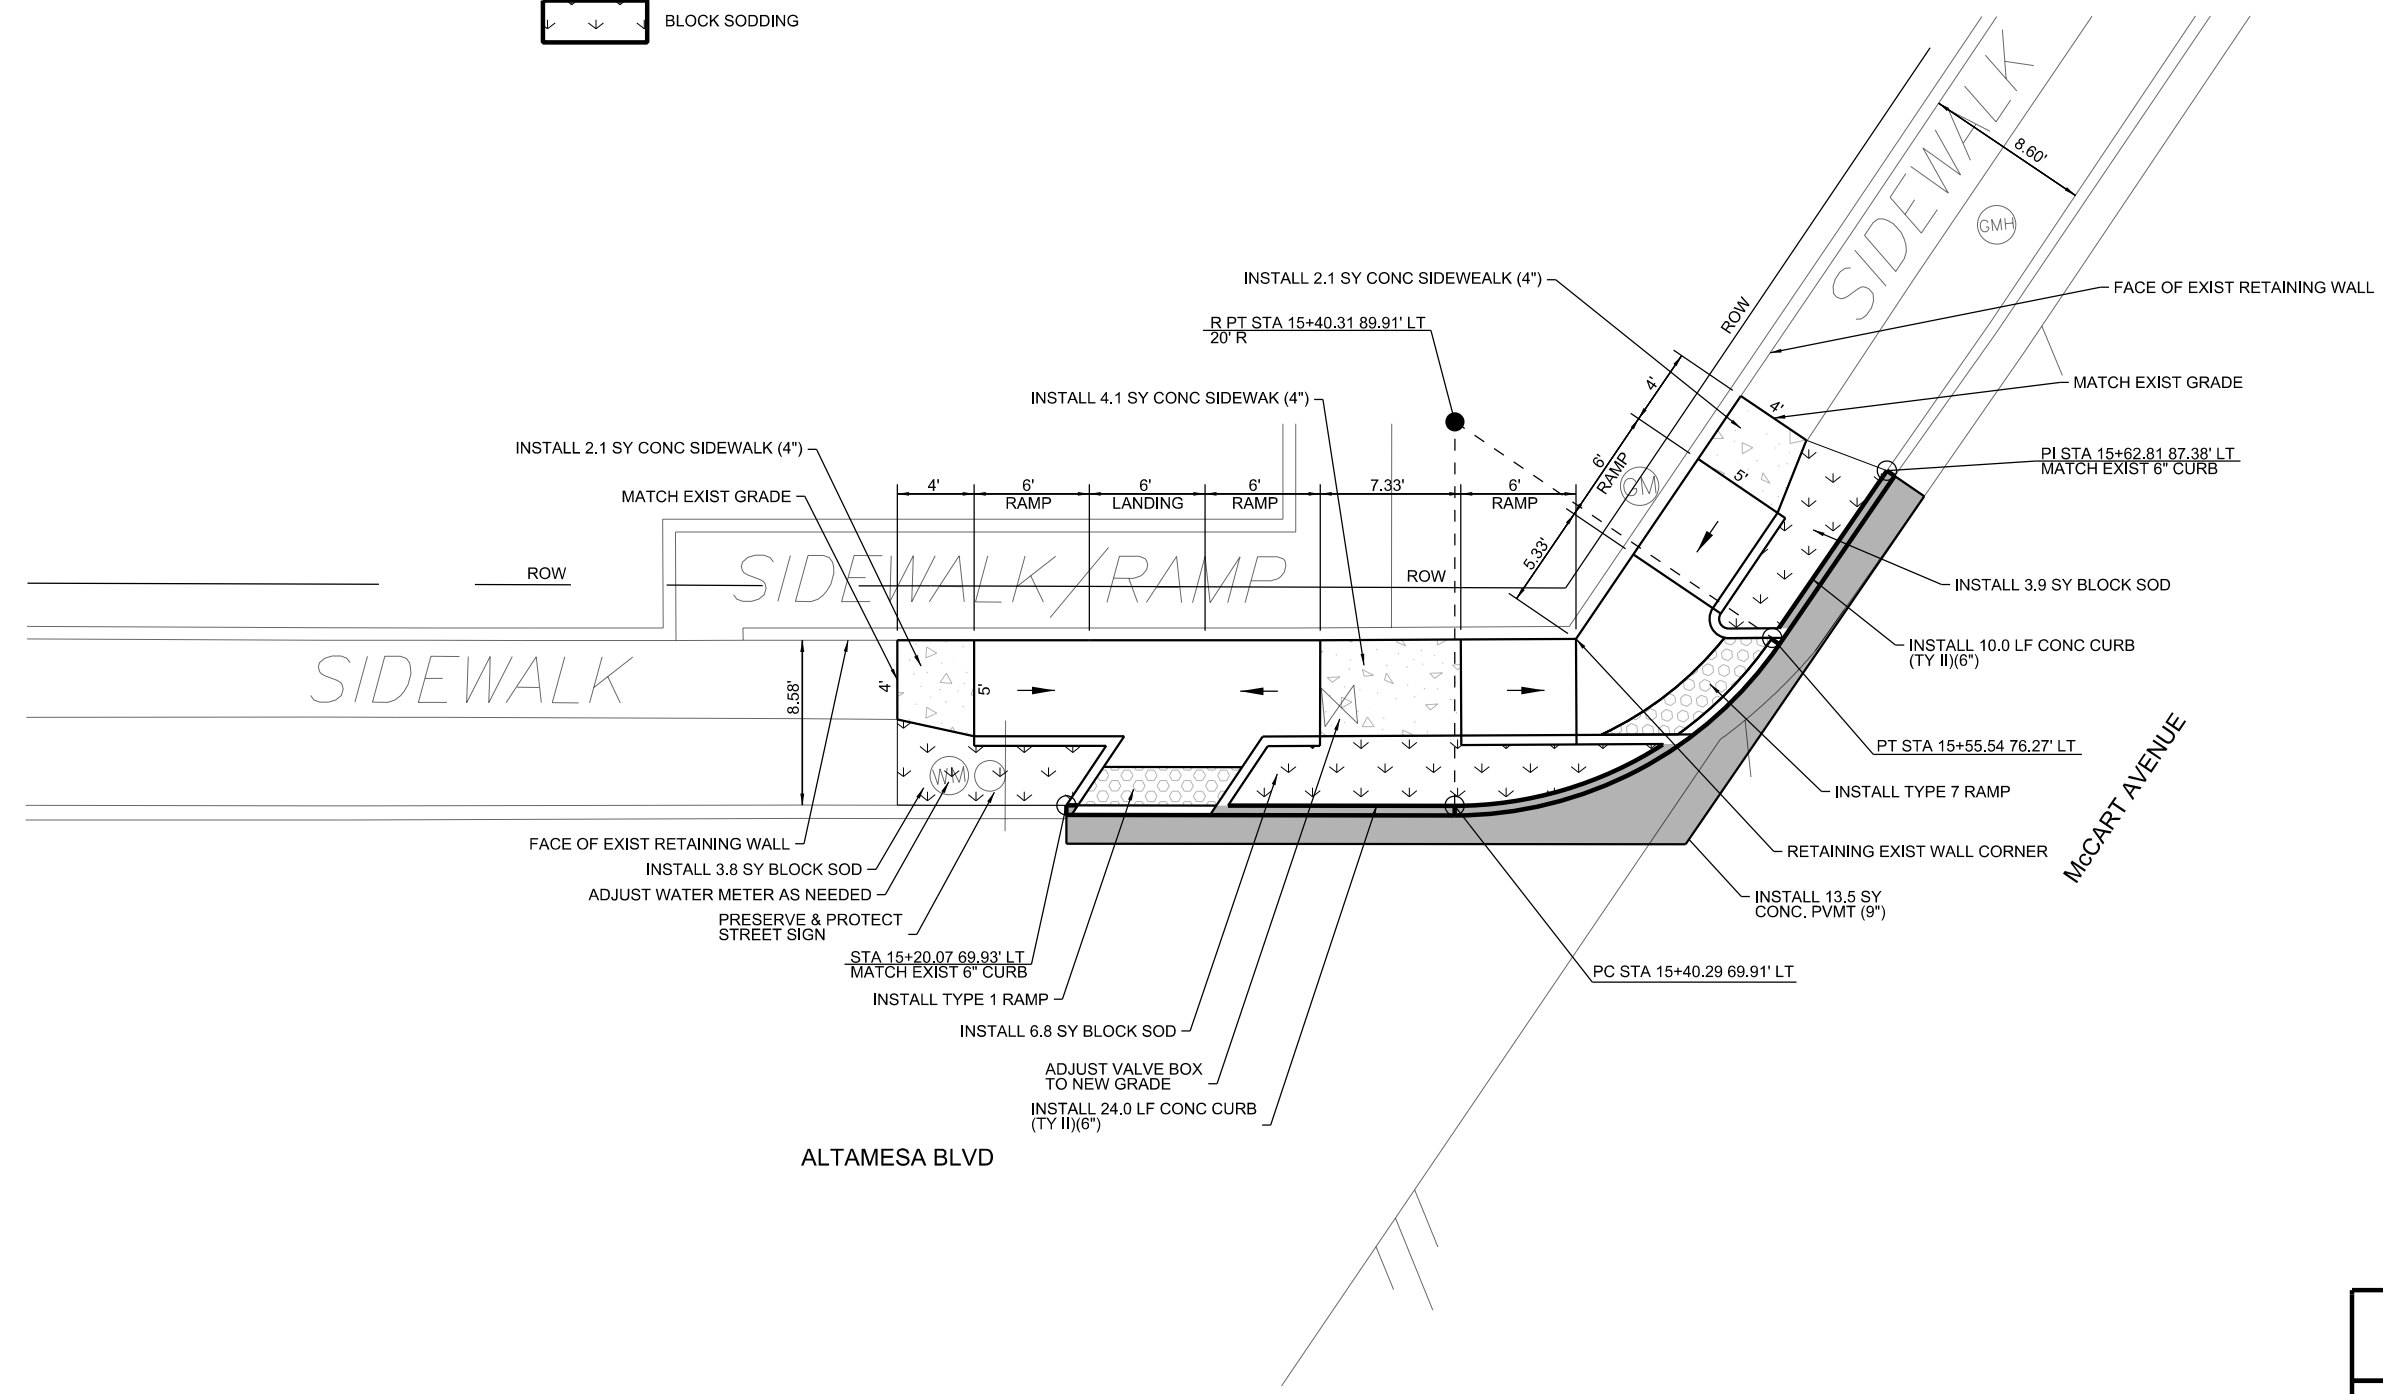 BLOCK SODDING
SIDEWALK
8.60'
GMH
INSTALL 2.1 SY CONC SIDEWEALK (4")
FACE OF EXIST RETAINING WALL
ROW
R PT STA 15+40.31 89.91' LT
20' R
MATCH EXIST GRADE
4'
4'
INSTALL 4.1 SY CONC SIDEWAK (4")
INSTALL 2.1 SY CONC SIDEWALK (4")
PI STA 15+62.81 87.38' LT
MATCH EXIST 6" CURB
6'
RAMP
GM
5'
MATCH EXIST GRADE
4'
6'
RAMP
6'
LANDING
6'
RAMP
7.33'
6'
RAMP
5.33'
ROW
SIDEWALK/RAMP
ROW
INSTALL 3.9 SY BLOCK SOD
INSTALL 10.0 LF CONC CURB
(TY II)(6")
SIDEWALK
8.58'
4'
5'
PT STA 15+55.54 76.27' LT
WM
INSTALL TYPE 7 RAMP
McCART AVENUE
FACE OF EXIST RETAINING WALL
RETAINING EXIST WALL CORNER
INSTALL 3.8 SY BLOCK SOD
ADJUST WATER METER AS NEEDED
INSTALL 13.5 SY
CONC. PVMT (9")
PRESERVE & PROTECT
STREET SIGN
STA 15+20.07 69.93' LT
MATCH EXIST 6" CURB
PC STA 15+40.29 69.91' LT
INSTALL TYPE 1 RAMP
INSTALL 6.8 SY BLOCK SOD
ADJUST VALVE BOX
TO NEW GRADE
INSTALL 24.0 LF CONC CURB
(TY II)(6")
ALTAMESA BLVD